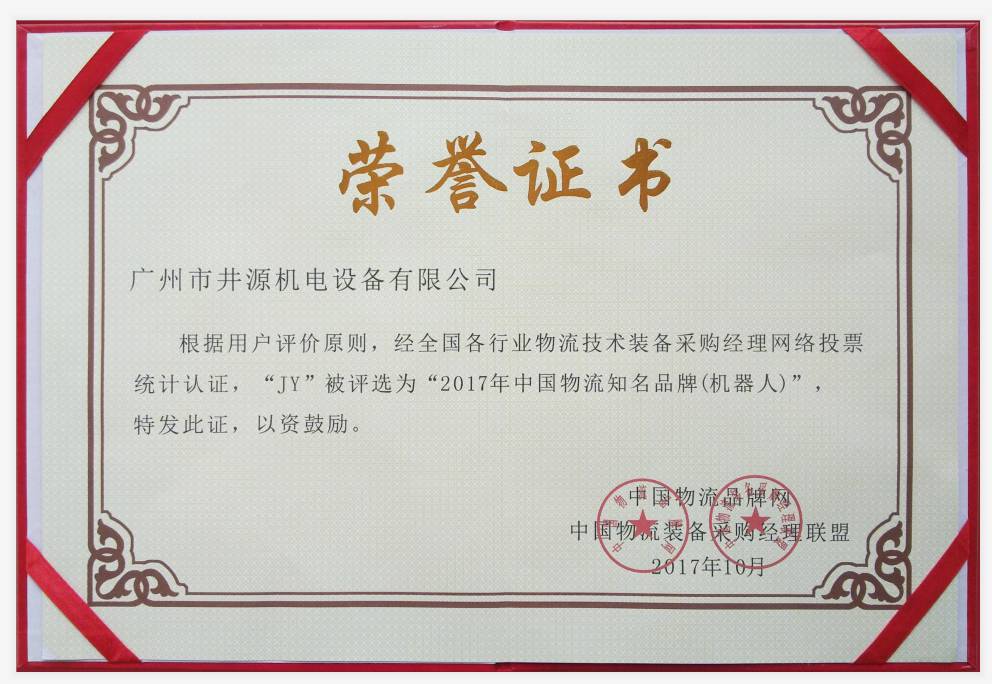 荣誉证书
广州市井源机电设备有限公司
根据用户评价原则，经全国各行业物流技术装备采购经理网络投票
统计认证，“JY”被评选为“2017年中国物流知名品牌(机器人)”，
特发此证，以资鼓励。
中国物流品牌网
中国物流装备采购经理联盟
2017年10月